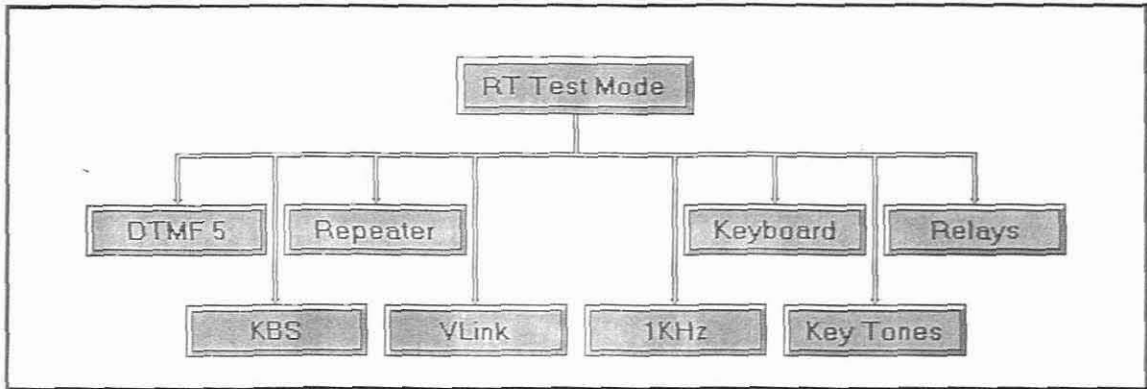 RT Test Mode
DTMF 5
Repeater
Keyboard
Relays
KBS
VLink
1KHz
Key Tones